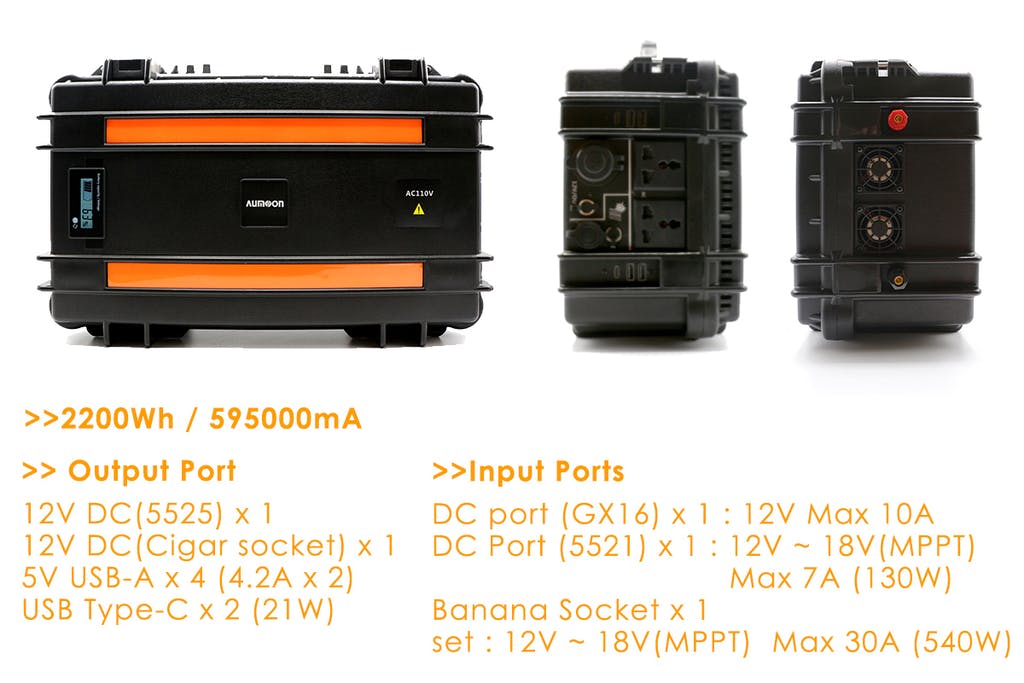 AUMOON
AC110V
>>2200Wh / 595000mA
>> Output Port
12V DC(5525) x 1
12V DC(Cigar socket) x 1
5V USB-A x 4 (4.2A x 2)
USB Type-C x 2 (21W)
>>Input Ports
DC port (GX16) x 1 : 12V Max 10A
DC Port (5521) x 1 : 12V ~ 18V(MPPT)
Max 7A (130W)
Banana Socket x 1
set : 12V ~ 18V(MPPT) Max 30A (540W)